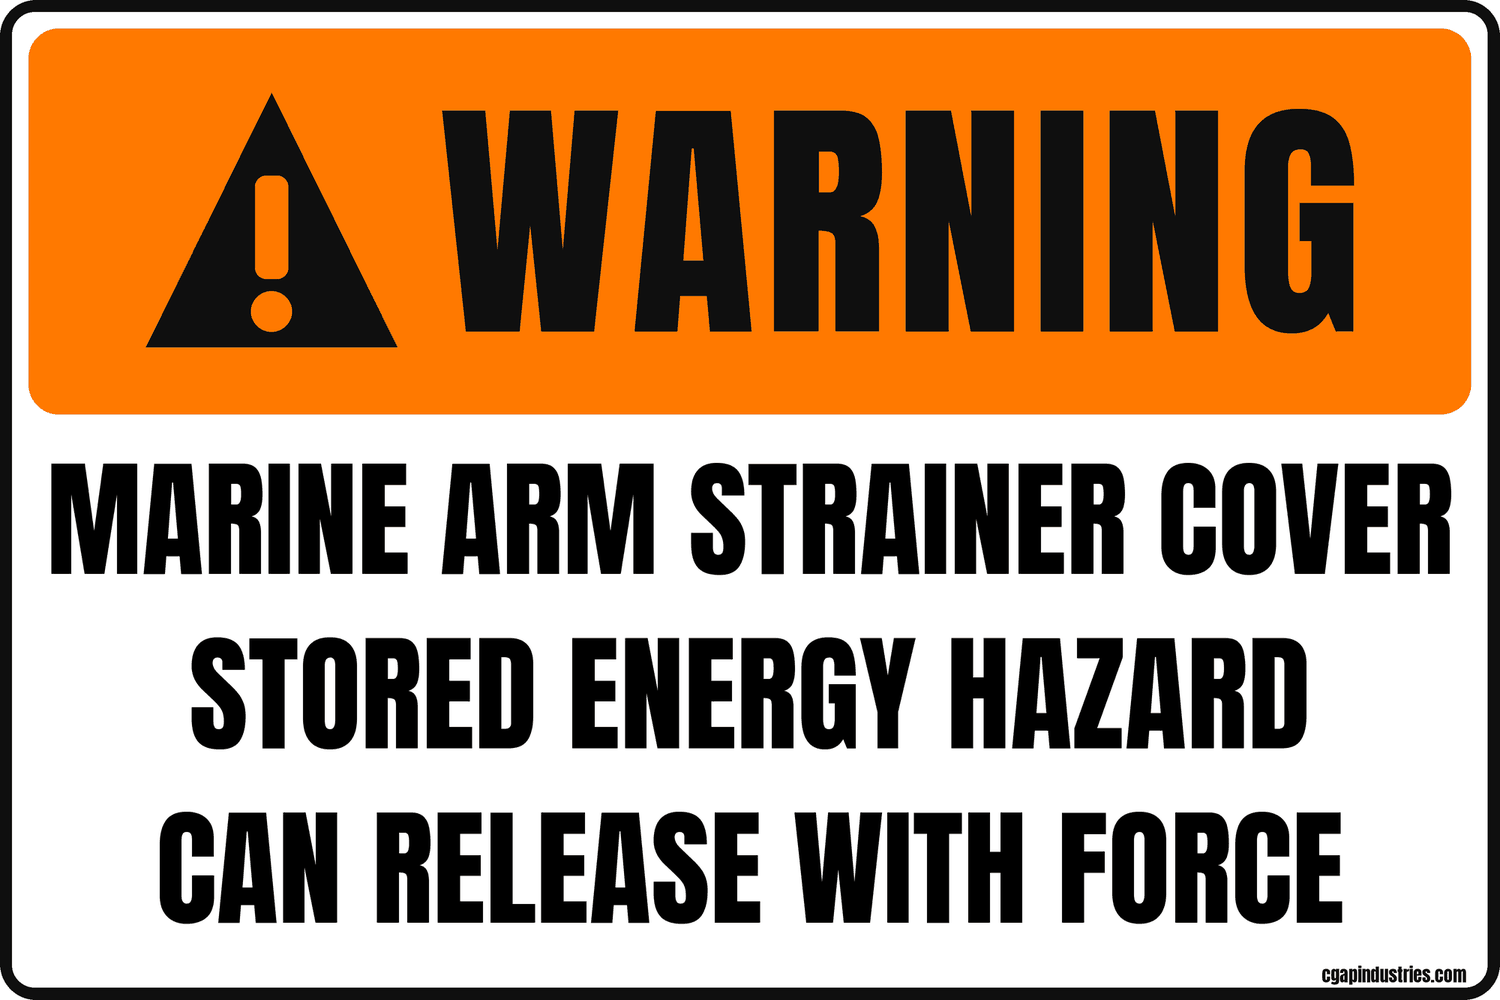 WARNING
MARINE ARM STRAINER COVER
STORED ENERGY HAZARD
CAN RELEASE WITH FORCE
cgapindustries.com